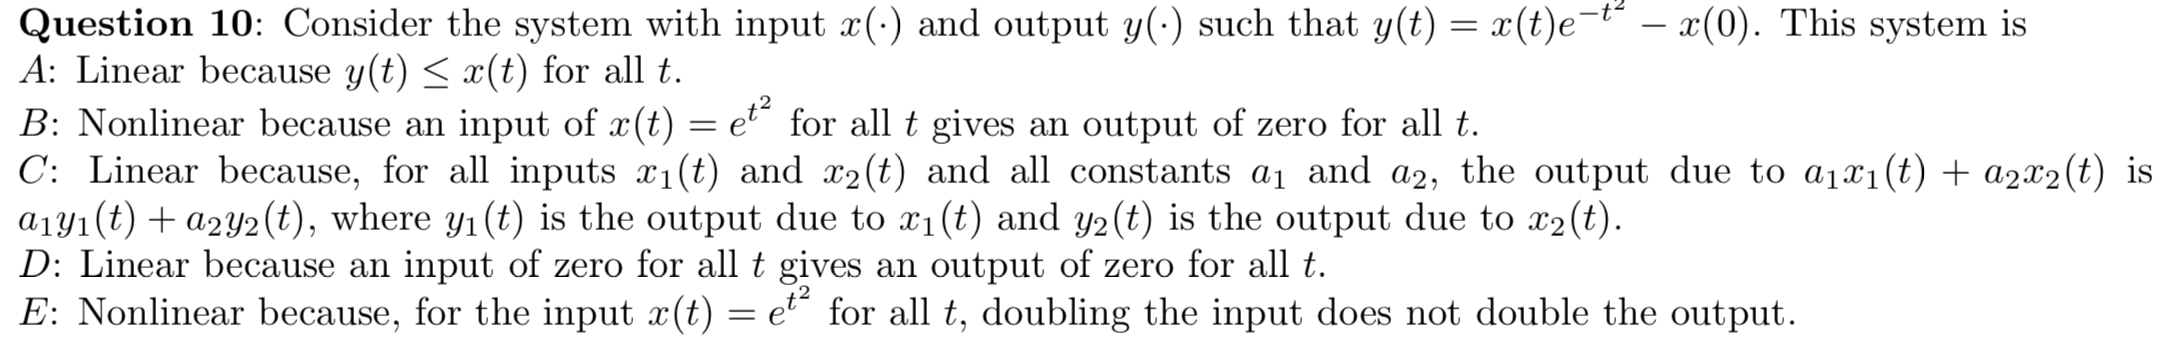 Question 10: Consider the system with input x(·) and output y(·) such that y(t) = x(t)e^{−t^2} − x(0). This system is
A: Linear because y(t) ≤ x(t) for all t.
B: Nonlinear because an input of x(t) = e^{t^2} for all t gives an output of zero for all t.
C: Linear because, for all inputs x_1(t) and x_2(t) and all constants a_1 and a_2, the output due to a_1x_1(t) + a_2x_2(t) is
a_1y_1(t) + a_2y_2(t), where y_1(t) is the output due to x_1(t) and y_2(t) is the output due to x_2(t).
D: Linear because an input of zero for all t gives an output of zero for all t.
E: Nonlinear because, for the input x(t) = e^{t^2} for all t, doubling the input does not double the output.